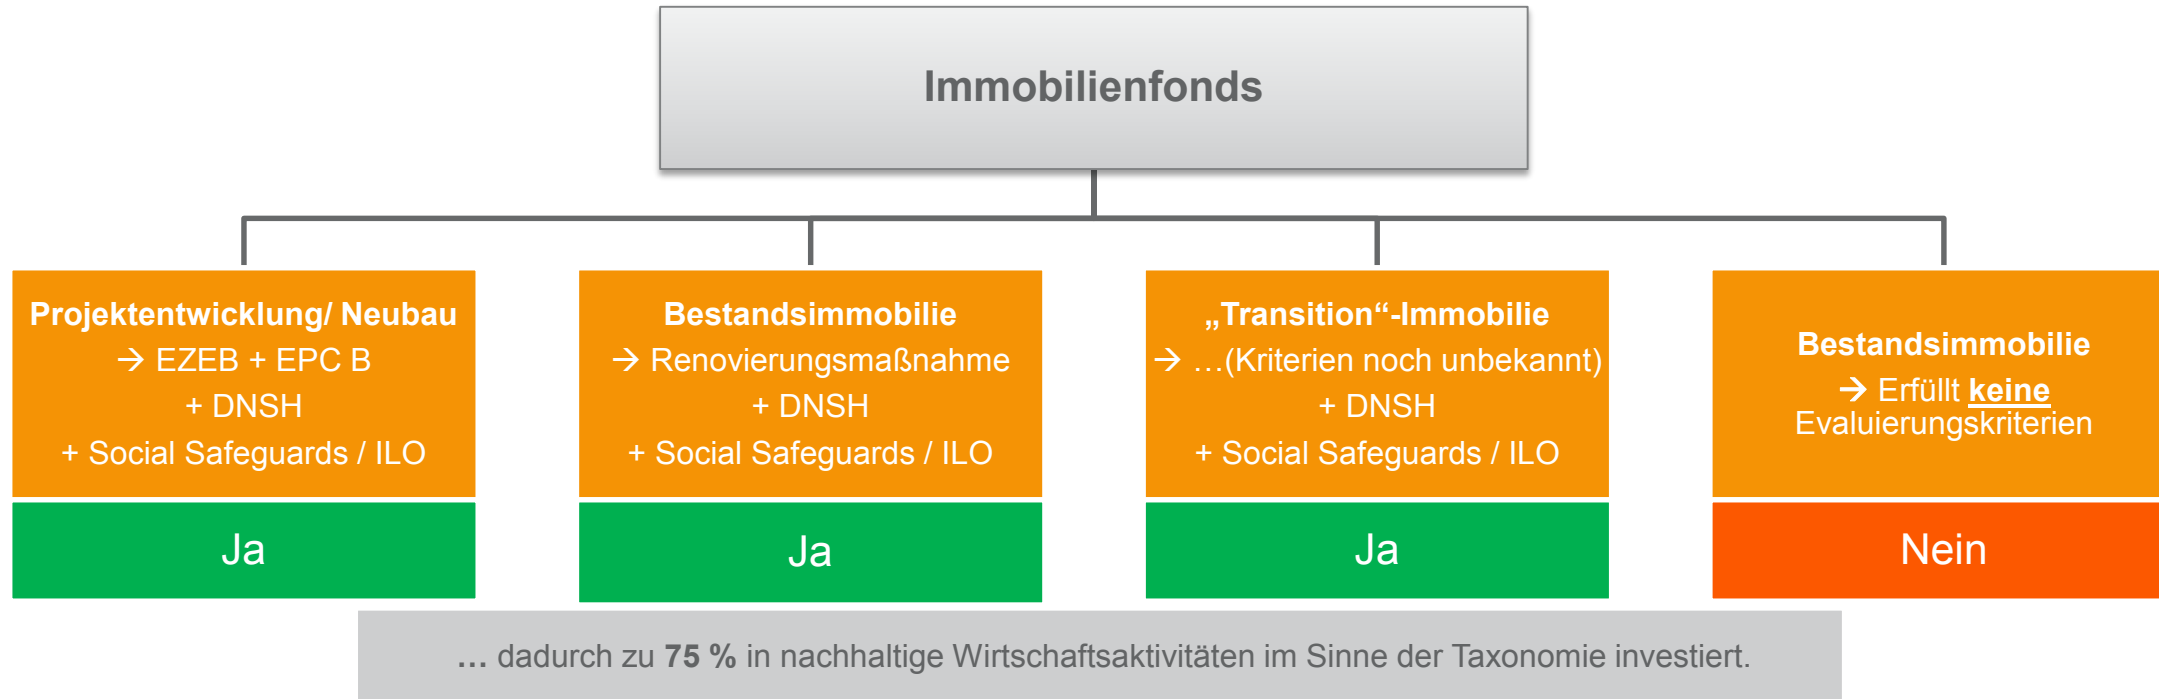 Immobilienfonds
Projektentwicklung/ Neubau
→ EZEB + EPC B
+ DNSH
+ Social Safeguards / ILO
Ja
Bestandsimmobilie
→ Renovierungsmaßnahme
+ DNSH
+ Social Safeguards / ILO
Ja
„Transition“-Immobilie
→ …(Kriterien noch unbekannt)
+ DNSH
+ Social Safeguards / ILO
Ja
Bestandsimmobilie
→ Erfüllt keine
Evaluierungskriterien
Nein
… dadurch zu 75 % in nachhaltige Wirtschaftsaktivitäten im Sinne der Taxonomie investiert.